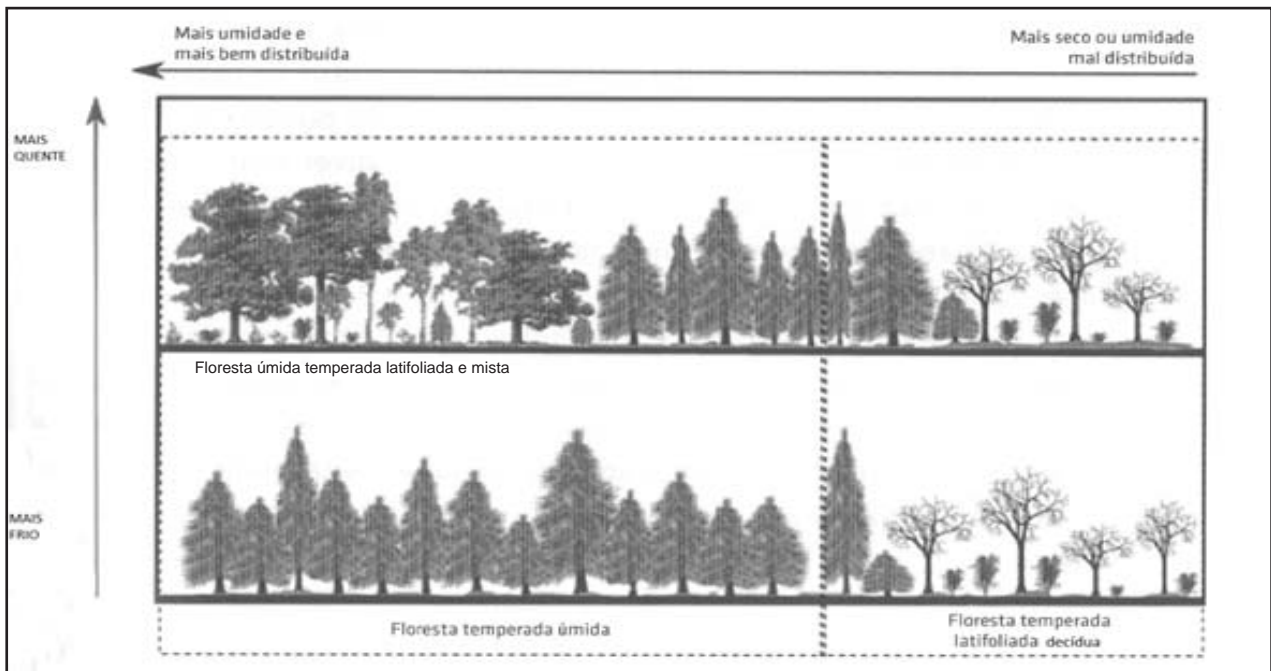 Mais umidade e
mais bem distribuída
Mais seco ou umidade
mal distribuída
MAIS
QUENTE
Floresta úmida temperada latifoliada e mista
MAIS
FRIO
Floresta temperada úmida
Floresta temperada
latifoliada decídua